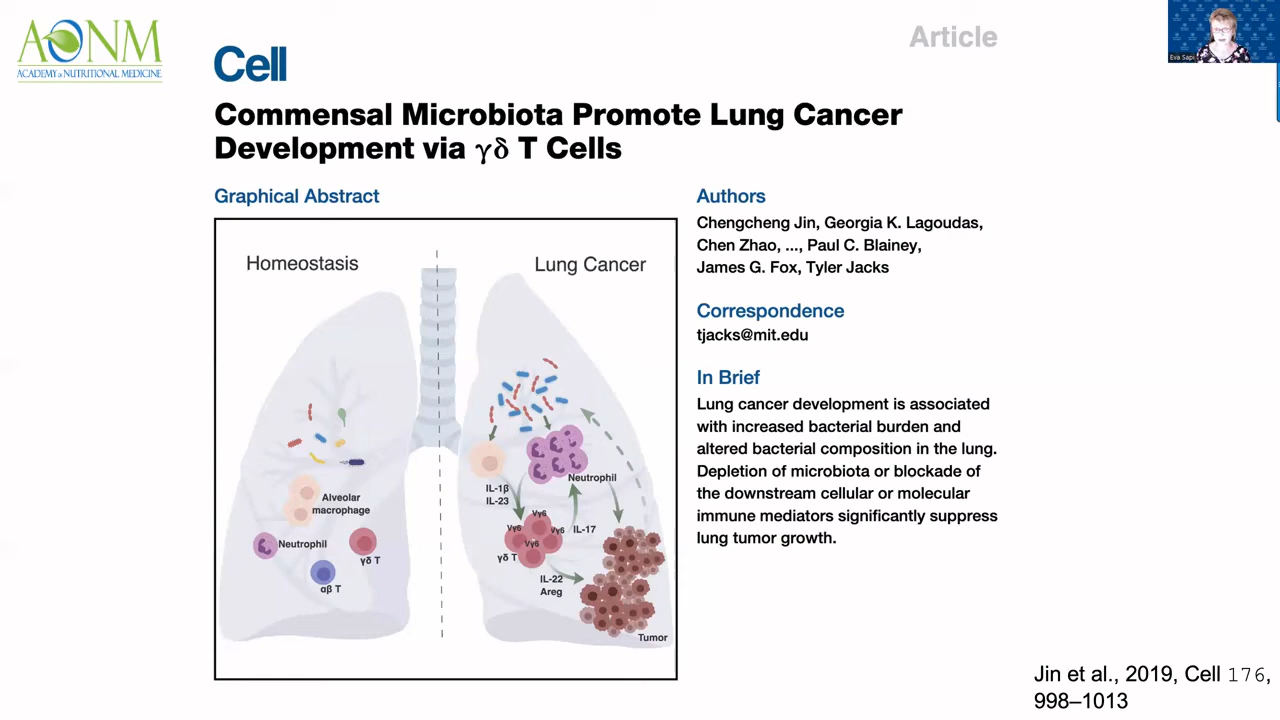 AONM
ACADEMY of NUTRITIONAL MEDICINE
Article
Eva Sapi
Cell
Commensal Microbiota Promote Lung Cancer
Development via γδ T Cells
Graphical Abstract
Homeostasis
Lung Cancer
Alveolar
macrophage
Neutrophil
γδ T
αβ T
Neutrophil
IL-1β
IL-23
Vγ6
Vγ6
Vγ6
Vγ6
IL-17
γδ T
IL-22
Areg
Tumor
Authors
Chengcheng Jin, Georgia K. Lagoudas,
Chen Zhao, ..., Paul C. Blainey,
James G. Fox, Tyler Jacks
Correspondence
tjacks@mit.edu
In Brief
Lung cancer development is associated
with increased bacterial burden and
altered bacterial composition in the lung.
Depletion of microbiota or blockade of
the downstream cellular or molecular
immune mediators significantly suppress
lung tumor growth.
Jin et al., 2019, Cell 176,
998–1013